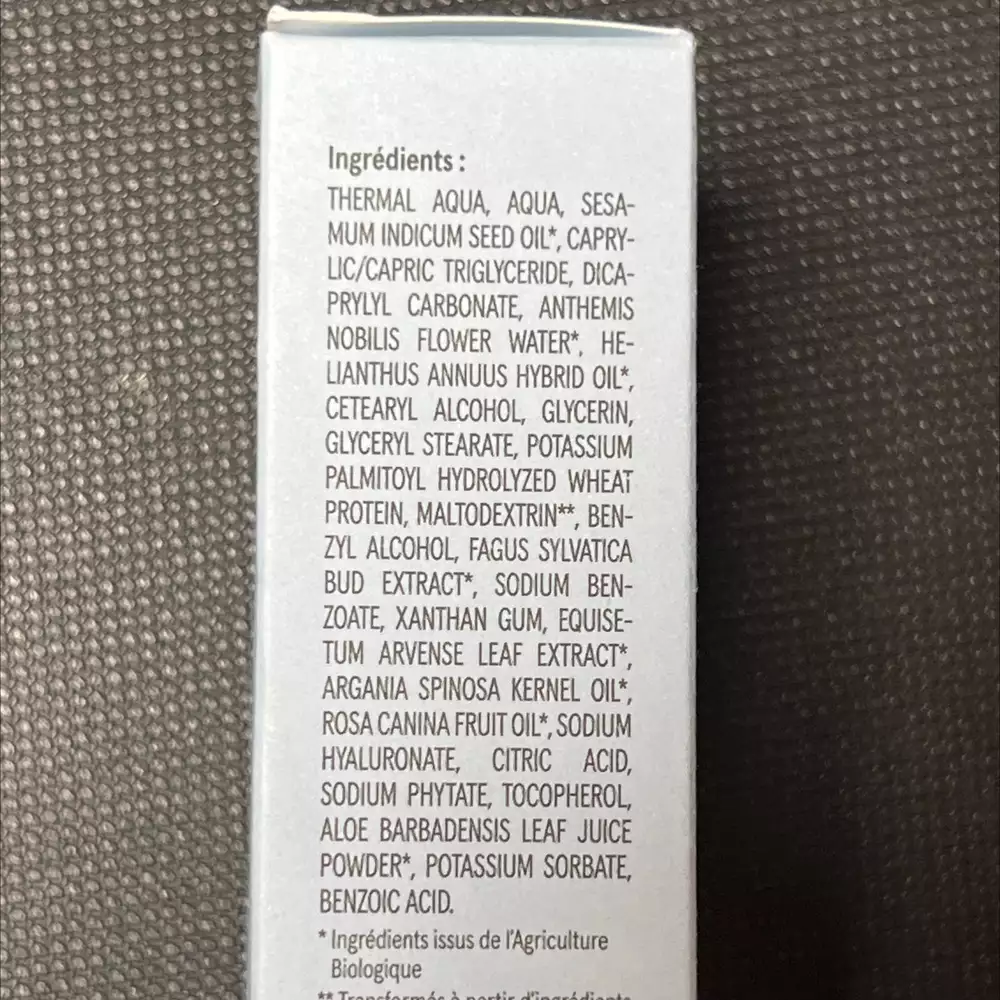 Ingrédients :
THERMAL AQUA, AQUA, SESA-
MUM INDICUM SEED OIL*, CAPRY-
LIC/CAPRIC TRIGLYCERIDE, DICA-
PRYLYL CARBONATE, ANTHEMIS
NOBILIS FLOWER WATER*, HE-
LIANTHUS ANNUUS HYBRID OIL*,
CETEARYL ALCOHOL, GLYCERIN,
GLYCERYL STEARATE, POTASSIUM
PALMITOYL HYDROLYZED WHEAT
PROTEIN, MALTODEXTRIN**, BEN-
ZYL ALCOHOL, FAGUS SYLVATICA
BUD EXTRACT*, SODIUM BEN-
ZOATE, XANTHAN GUM, EQUISE-
TUM ARVENSE LEAF EXTRACT*,
ARGANIA SPINOSA KERNEL OIL*,
ROSA CANINA FRUIT OIL*, SODIUM
HYALURONATE, CITRIC ACID,
SODIUM PHYTATE, TOCOPHEROL,
ALOE BARBADENSIS LEAF JUICE
POWDER*, POTASSIUM SORBATE,
BENZOIC ACID.
* Ingrédients issus de l'Agriculture
Biologique
** Transformés à partir d'ingrédients